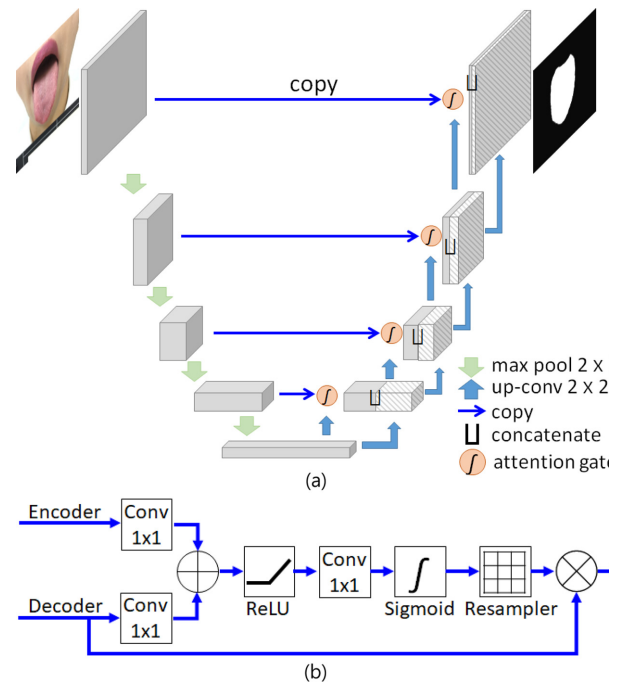 copy
max pool 2 X
up-conv 2 X 2
copy
concatenate
attention gate
(a)
Encoder
Conv
1x1
Decoder
Conv
1x1
ReLU
Conv
1x1
Sigmoid
Resampler
(b)